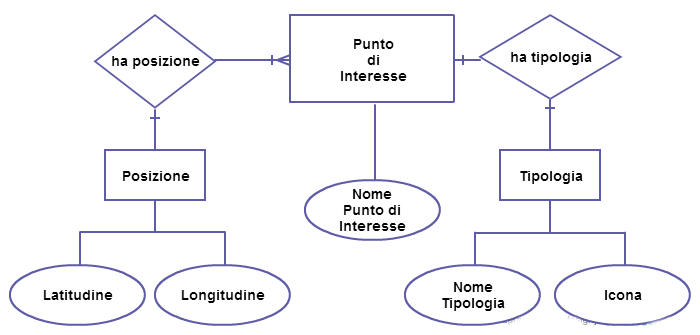 ha posizione
Punto
di
Interesse
ha tipologia
Posizione
Nome
Punto di
Interesse
Tipologia
Latitudine
Longitudine
Nome
Tipologia
Icona